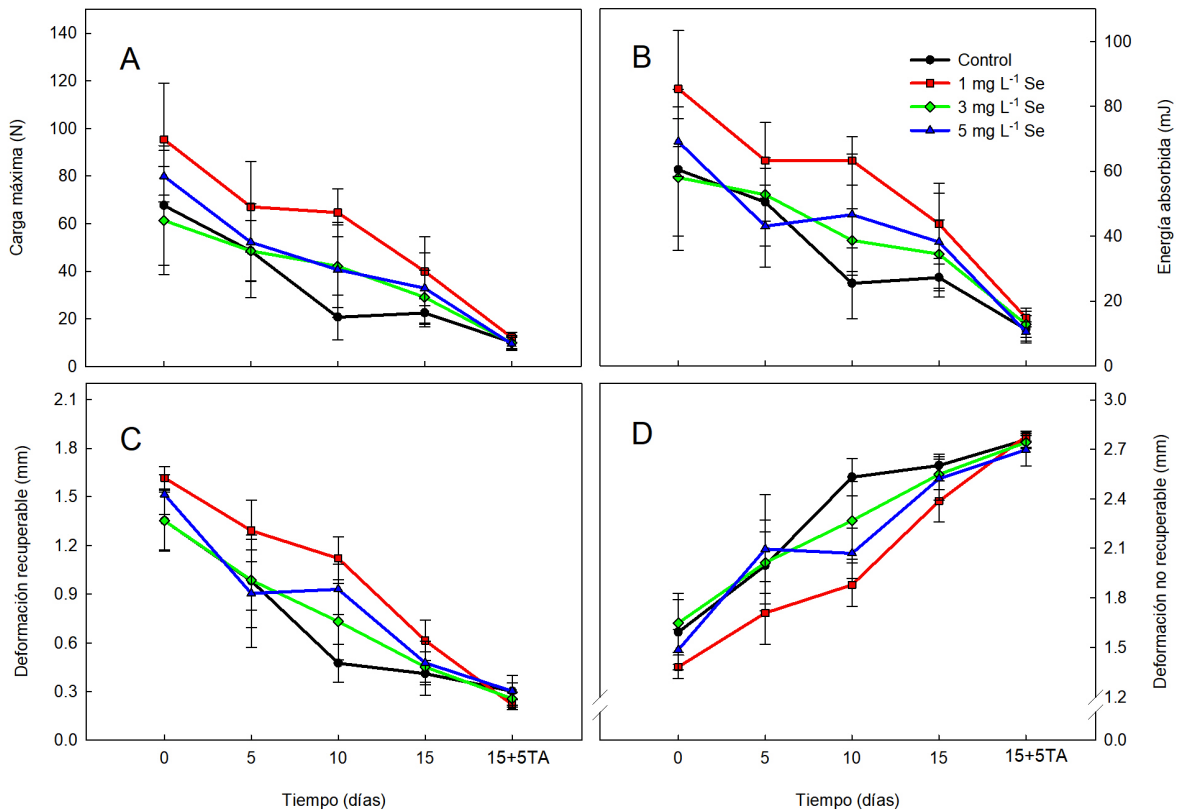 A
Carga máxima (N)
140
120
100
80
60
40
20
0
B
Control
1 mg L⁻¹ Se
3 mg L⁻¹ Se
5 mg L⁻¹ Se
Energía absorbida (mJ)
100
80
60
40
20
0
C
Deformación recuperable (mm)
2.1
1.8
1.5
1.2
0.9
0.6
0.3
0.0
0 5 10 15 15+5TA
Tiempo (días)
D
Deformación no recuperable (mm)
3.0
2.7
2.4
2.1
1.8
1.5
1.2
0.0
0 5 10 15 15+5TA
Tiempo (días)